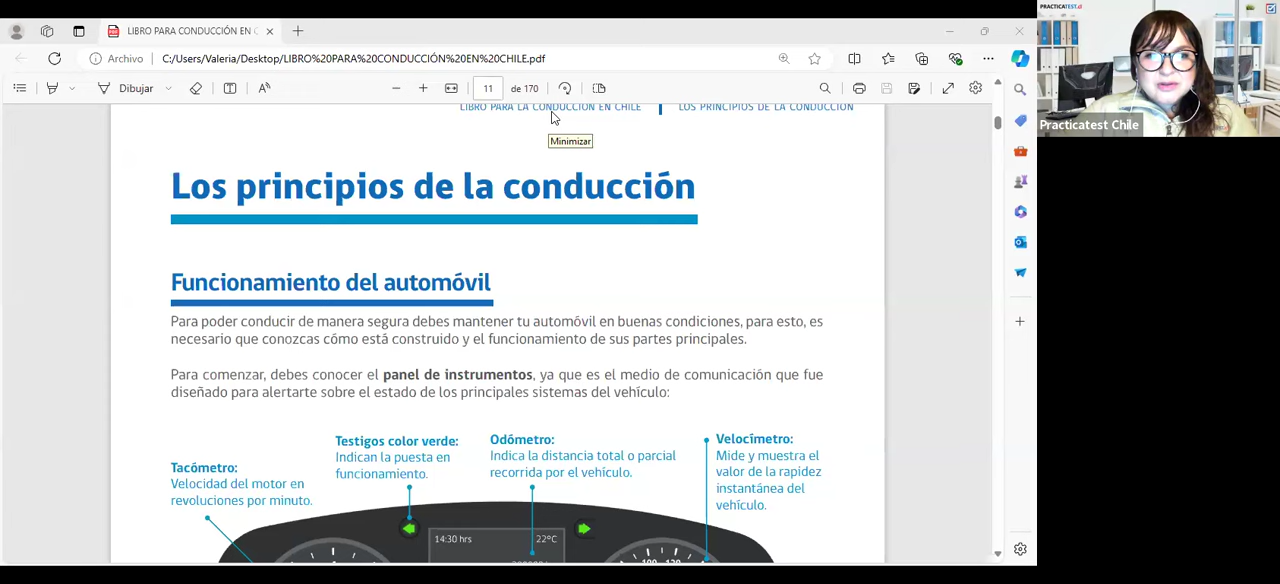 LIBRO PARA CONDUCCIÓN EN C
Archivo
C:/Users/Valeria/Desktop/LIBRO%20PARA%20CONDUCCIÓN%20EN%20CHILE.pdf
Dibujar
11
de 170
LIBRO PARA LA CONDUCCIÓN EN CHILE
LOS PRINCIPIOS DE LA CONDUCCIÓN
Minimizar
Los principios de la conducción
Funcionamiento del automóvil
Para poder conducir de manera segura debes mantener tu automóvil en buenas condiciones, para esto, es
necesario que conozcas cómo está construido y el funcionamiento de sus partes principales.
Para comenzar, debes conocer el panel de instrumentos, ya que es el medio de comunicación que fue
diseñado para alertarte sobre el estado de los principales sistemas del vehículo:
Tacómetro:
Velocidad del motor en
revoluciones por minuto.
Testigos color verde:
Indican la puesta en
funcionamiento.
Odómetro:
Indica la distancia total o parcial
recorrida por el vehículo.
Velocímetro:
Mide y muestra el
valor de la rapidez
instantánea del
vehículo.
14:30 hrs
22ºC
100 120
PRACTICATEST.cl
Practicatest Chile